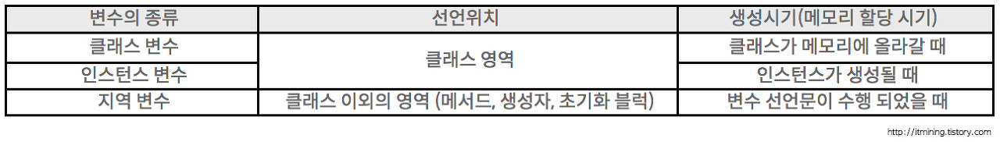 변수의 종류 선언위치 생성시기(메모리 할당 시기)
클래스 변수 클래스 영역 클래스가 메모리에 올라갈 때
인스턴스 변수 인스턴스가 생성될 때
지역 변수 클래스 이외의 영역 (메서드, 생성자, 초기화 블럭) 변수 선언문이 수행 되었을 때
http://itmining.tistory.com